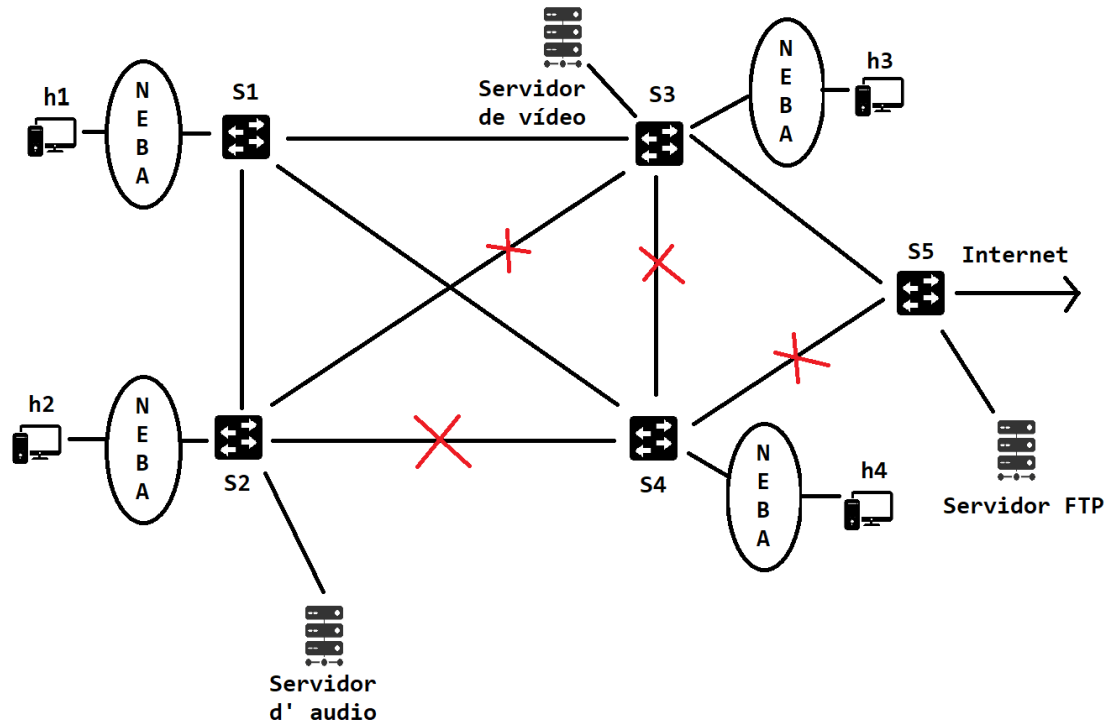 h1
N
E
B
A
S1
Servidor
de vídeo
S3
N
E
B
A
h3
S5
Internet
h2
N
E
B
A
S2
S4
N
E
B
A
h4
Servidor FTP
Servidor
d' audio